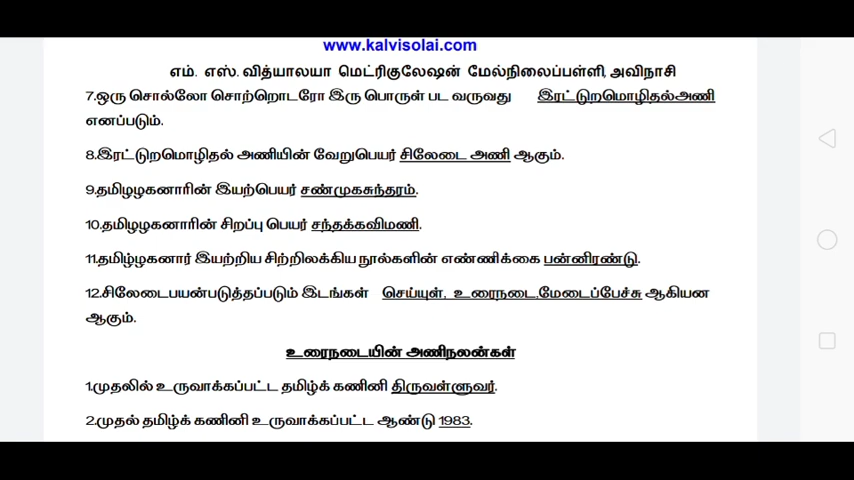 www.kalvisolai.com
எம். எஸ். வித்யாலயா மெட்ரிகுலேஷன் மேல்நிலைப்பள்ளி, அவிநாசி
7.ஒரு சொல்லோ சொற்றொடரோ இரு பொருள் பட வருவது இரட்டுறமொழிதல்அணி
எனப்படும்.
8.இரட்டுறமொழிதல் அணியின் வேறுபெயர் சிலேடை அணி ஆகும்.
9.தமிழழகனாரின் இயற்பெயர் சண்முகசுந்தரம்.
10.தமிழழகனாரின் சிறப்பு பெயர் சந்தக்கவிமணி.
11.தமிழ்ழகனார் இயற்றிய சிற்றிலக்கிய நூல்களின் எண்ணிக்கை பன்னிரண்டு.
12.சிலேடைபயன்படுத்தப்படும் இடங்கள் செய்யுள், உரைநடை,மேடைப்பேச்சு ஆகியன
ஆகும்.
உரைநடையின் அணிநலன்கள்
1.முதலில் உருவாக்கப்பட்ட தமிழ்க் கணினி திருவள்ளுவர்.
2.முதல் தமிழ்க் கணினி உருவாக்கப்பட்ட ஆண்டு 1983.